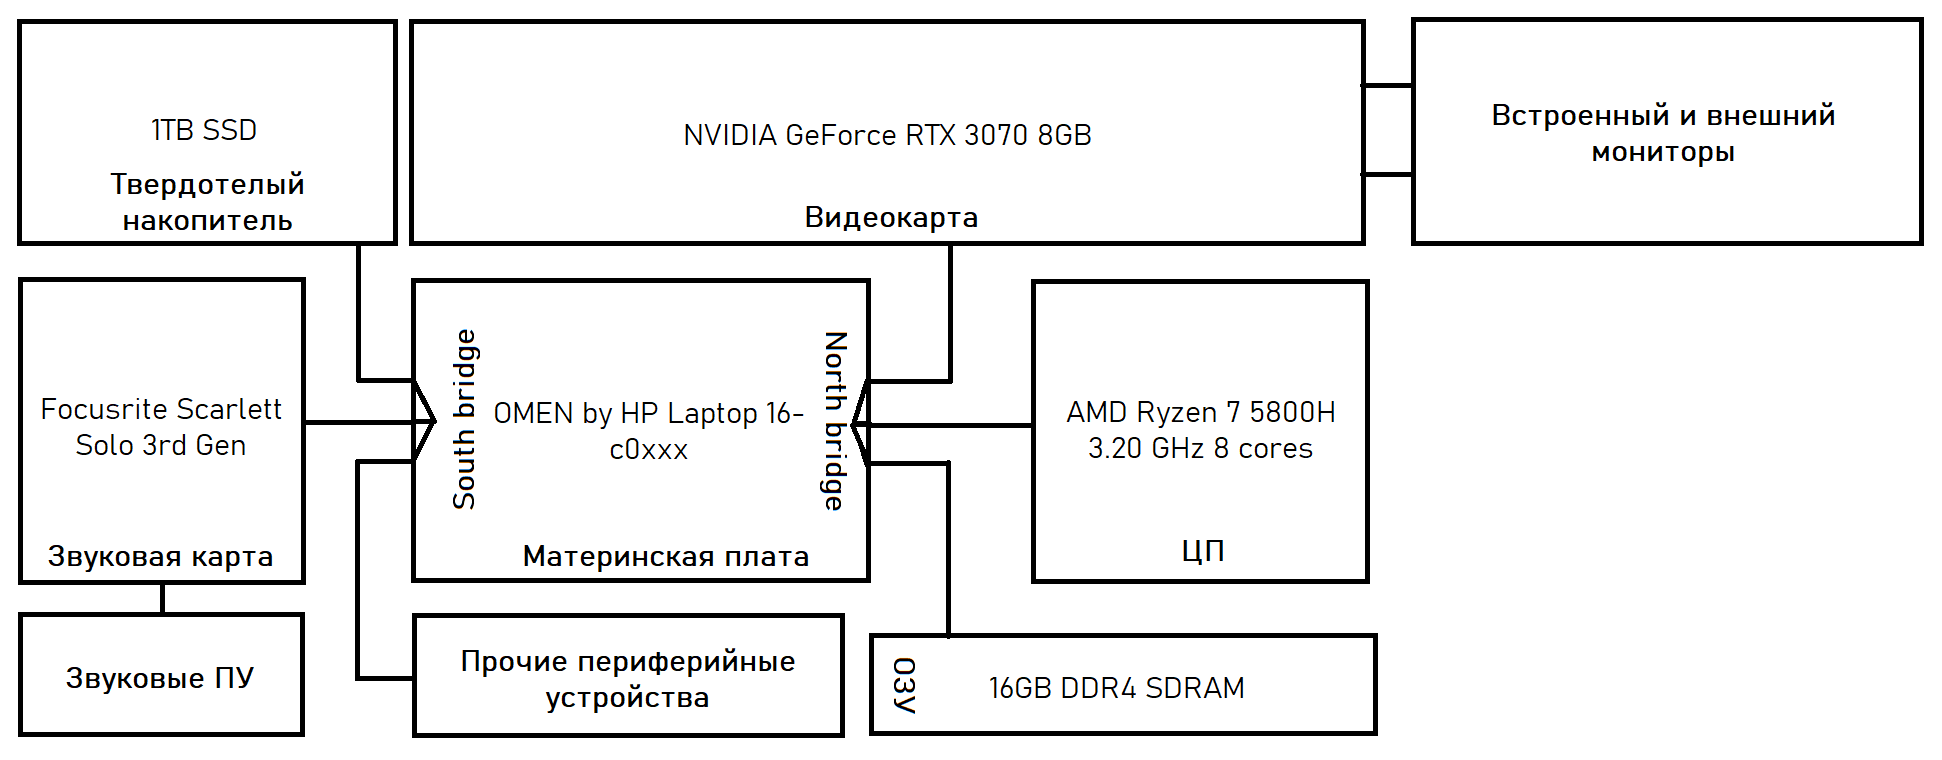 1TB SSD
Твердотелый
накопитель
NVIDIA GeForce RTX 3070 8GB
Видеокарта
Встроенный и внешний
мониторы
Focusrite Scarlett
Solo 3rd Gen
Звуковая карта
South bridge
OMEN by HP Laptop 16-
c0xxx
North bridge
Материнская плата
AMD Ryzen 7 5800H
3.20 GHz 8 cores
ЦП
Звуковые ПУ
Прочие периферийные
устройства
ОЗУ
16GB DDR4 SDRAM